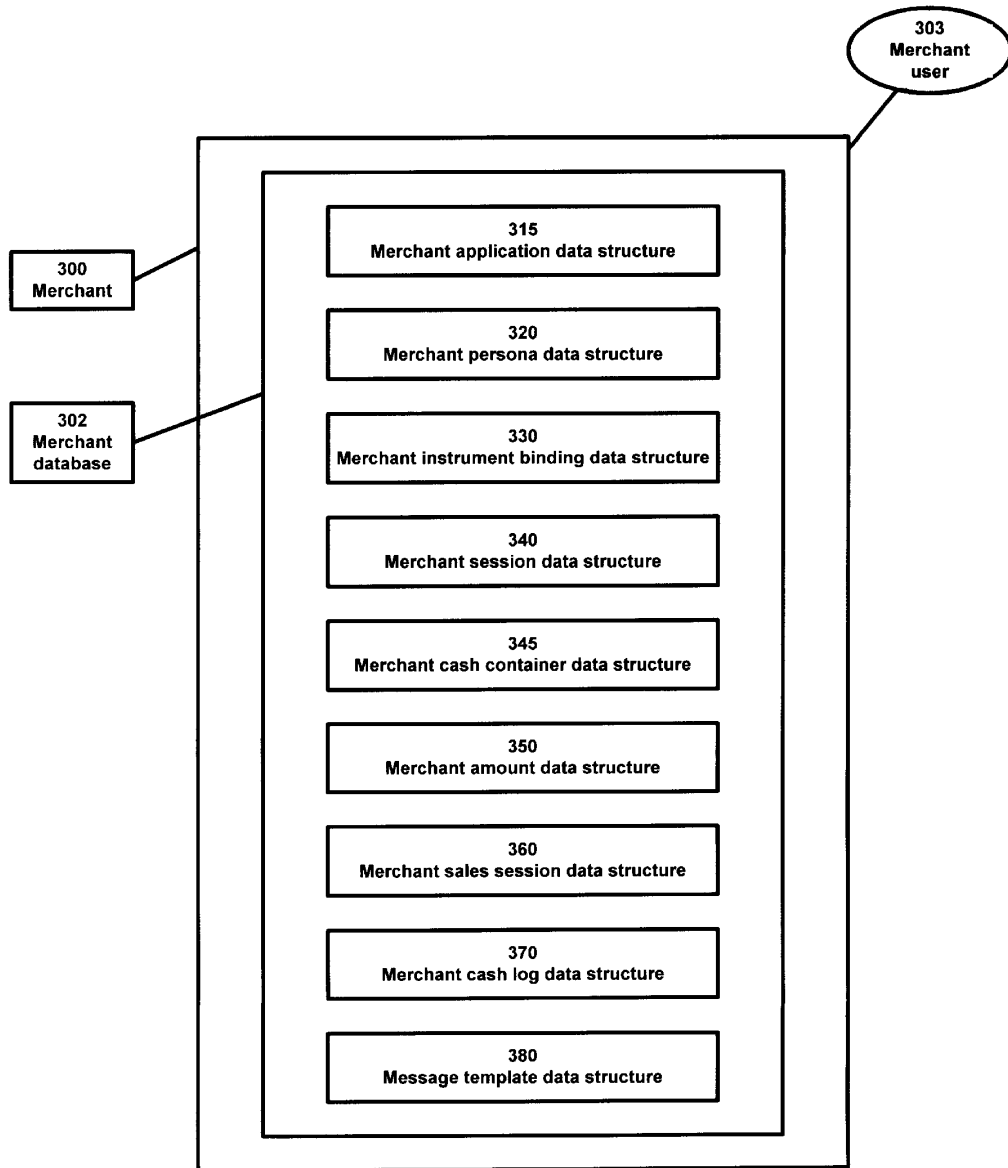 303
Merchant
user
315
Merchant application data structure
300
Merchant
320
Merchant persona data structure
302
Merchant
database
330
Merchant instrument binding data structure
340
Merchant session data structure
345
Merchant cash container data structure
350
Merchant amount data structure
360
Merchant sales session data structure
370
Merchant cash log data structure
380
Message template data structure